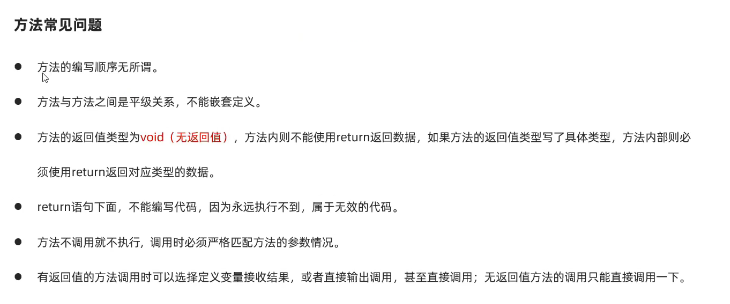 方法常见问题
● 方法的编写顺序无所谓。
● 方法与方法之间是平级关系，不能嵌套定义。
● 方法的返回值类型为void（无返回值），方法内则不能使用return返回数据，如果方法的返回值类型写了具体类型，方法内部则必
须使用return返回对应类型的数据。
● return语句下面，不能编写代码，因为永远执行不到，属于无效的代码。
● 方法不调用就不执行, 调用时必须严格匹配方法的参数情况。
● 有返回值的方法调用时可以选择定义变量接收结果，或者直接输出调用，甚至直接调用；无返回值方法的调用只能直接调用一下。